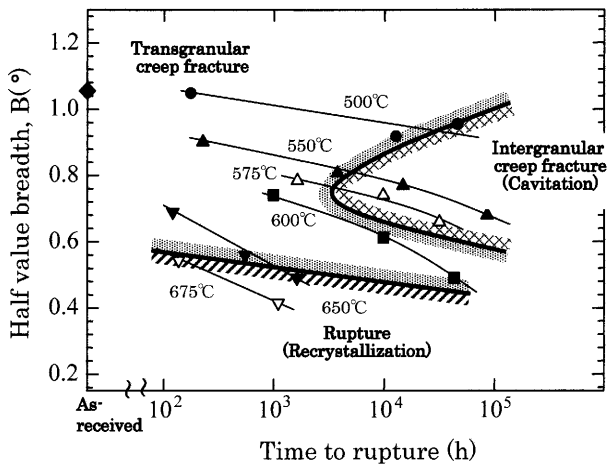 1.2
1.0
0.8
0.6
0.4
0.2
Half value breadth, B(°)
Transgranular
creep fracture
500℃
550℃
575℃
600℃
650℃
675℃
Intergranular
creep fracture
(Cavitation)
Rupture
(Recrystallization)
As-
received
10²
10³
10⁴
10⁵
Time to rupture (h)